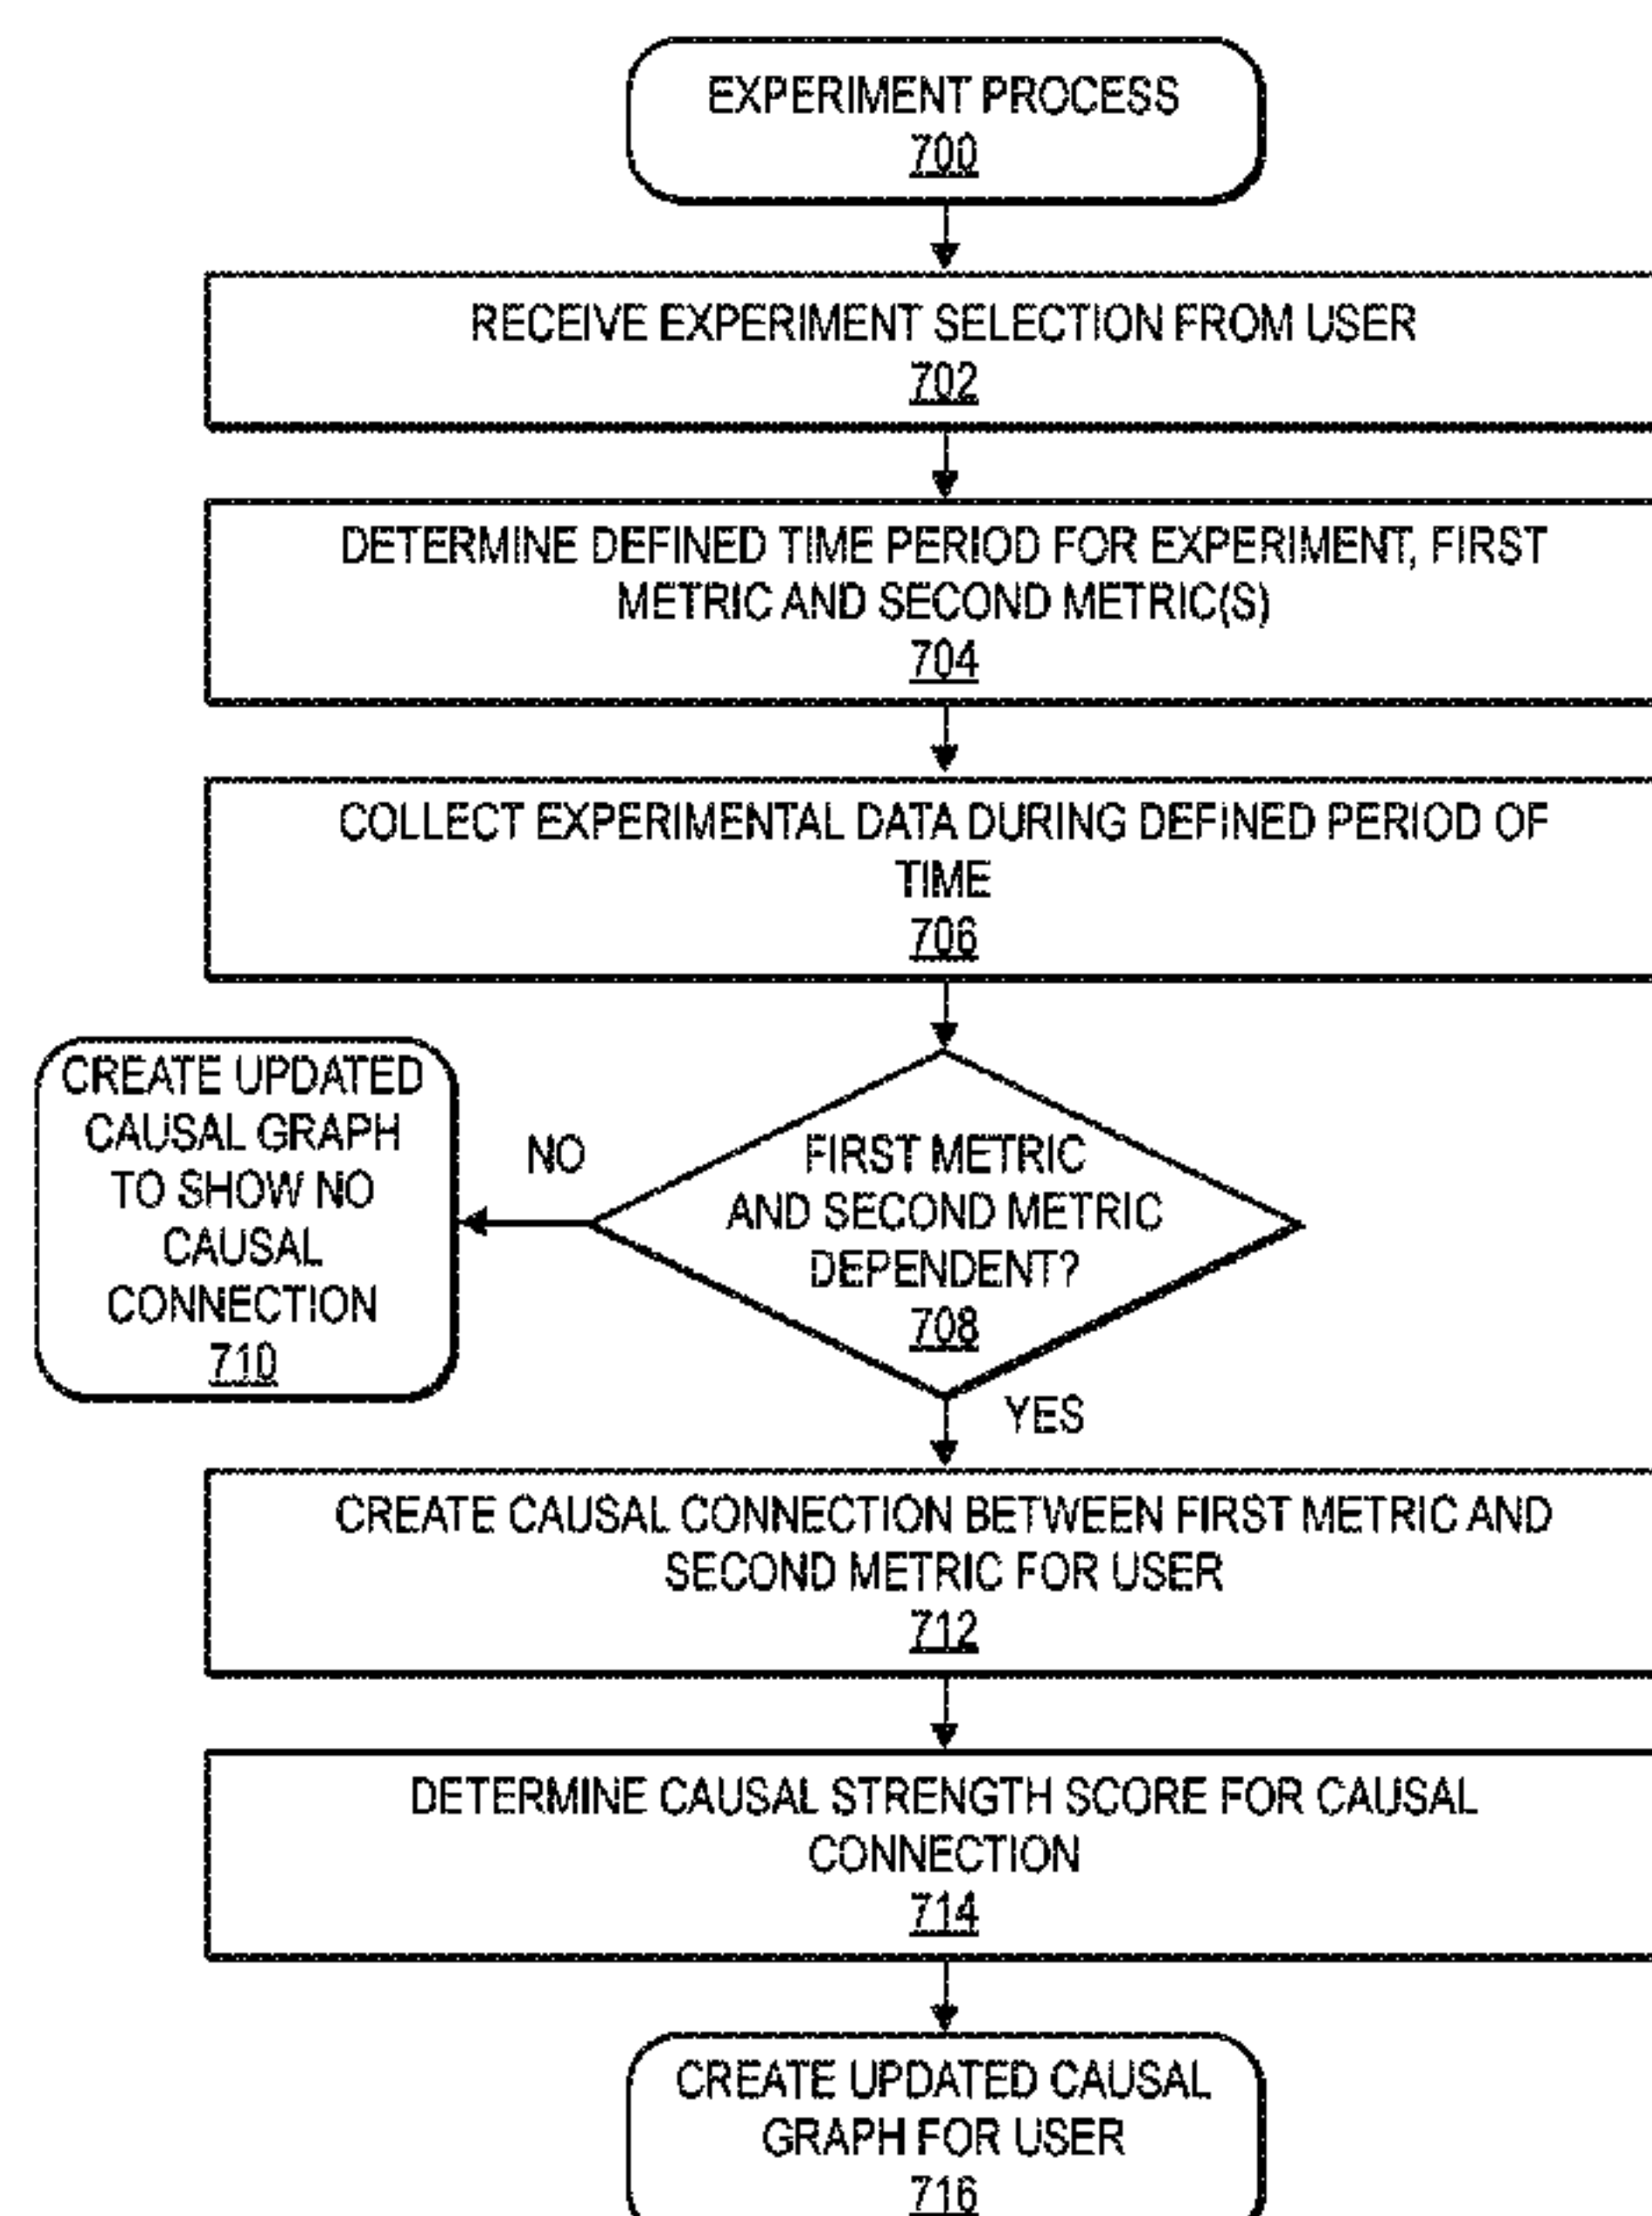 EXPERIMENT PROCESS
700
RECEIVE EXPERIMENT SELECTION FROM USER
702
DETERMINE DEFINED TIME PERIOD FOR EXPERIMENT, FIRST
METRIC AND SECOND METRIC(S)
704
COLLECT EXPERIMENTAL DATA DURING DEFINED PERIOD OF
TIME
706
CREATE UPDATED
CAUSAL GRAPH
TO SHOW NO
CAUSAL
CONNECTION
710
NO
FIRST METRIC
AND SECOND METRIC
DEPENDENT?
708
YES
CREATE CAUSAL CONNECTION BETWEEN FIRST METRIC AND
SECOND METRIC FOR USER
712
DETERMINE CAUSAL STRENGTH SCORE FOR CAUSAL
CONNECTION
714
CREATE UPDATED CAUSAL
GRAPH FOR USER
716